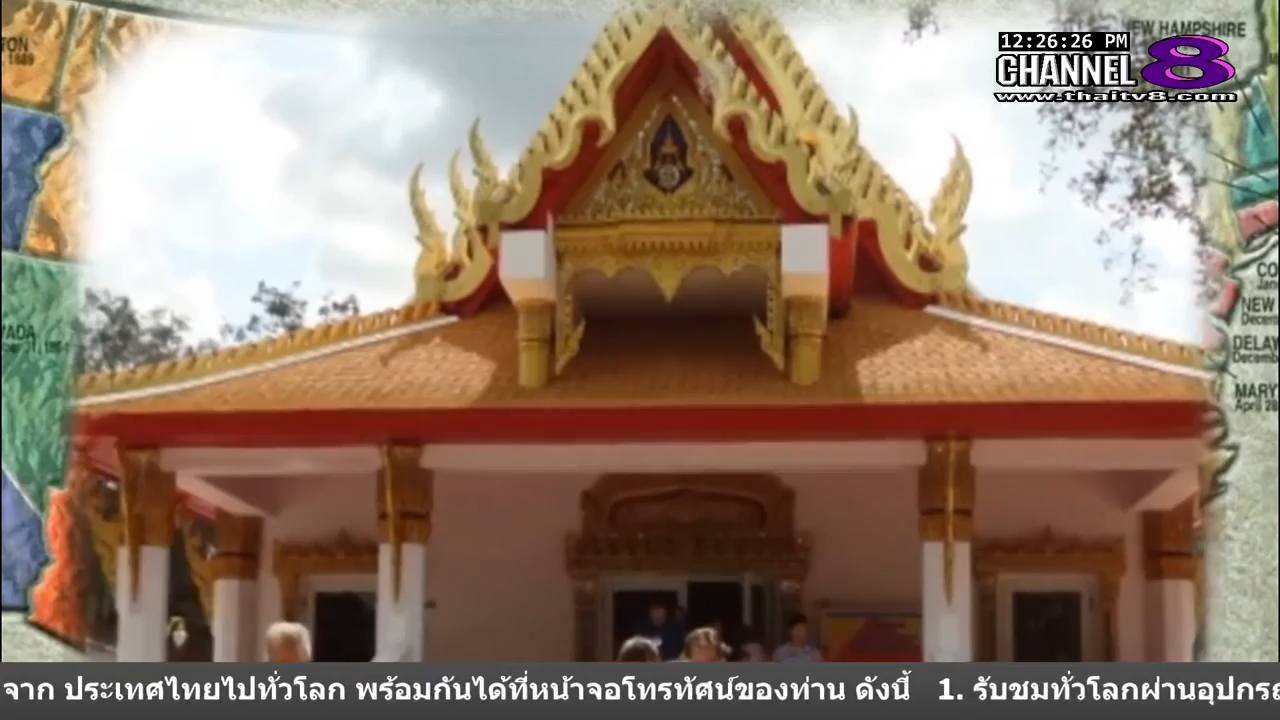 NEW HAMPSHIRE
12:26:26 PM
CHANNEL 8
www.thaitv8.com
1889
NEW
DELAW
MARY
April 28
จาก ประเทศไทยไปทั่วโลก พร้อมกันได้ที่หน้าจอโทรทัศน์ของท่าน ดังนี้ 1. รับชมทั่วโลกผ่านอุปกรณ